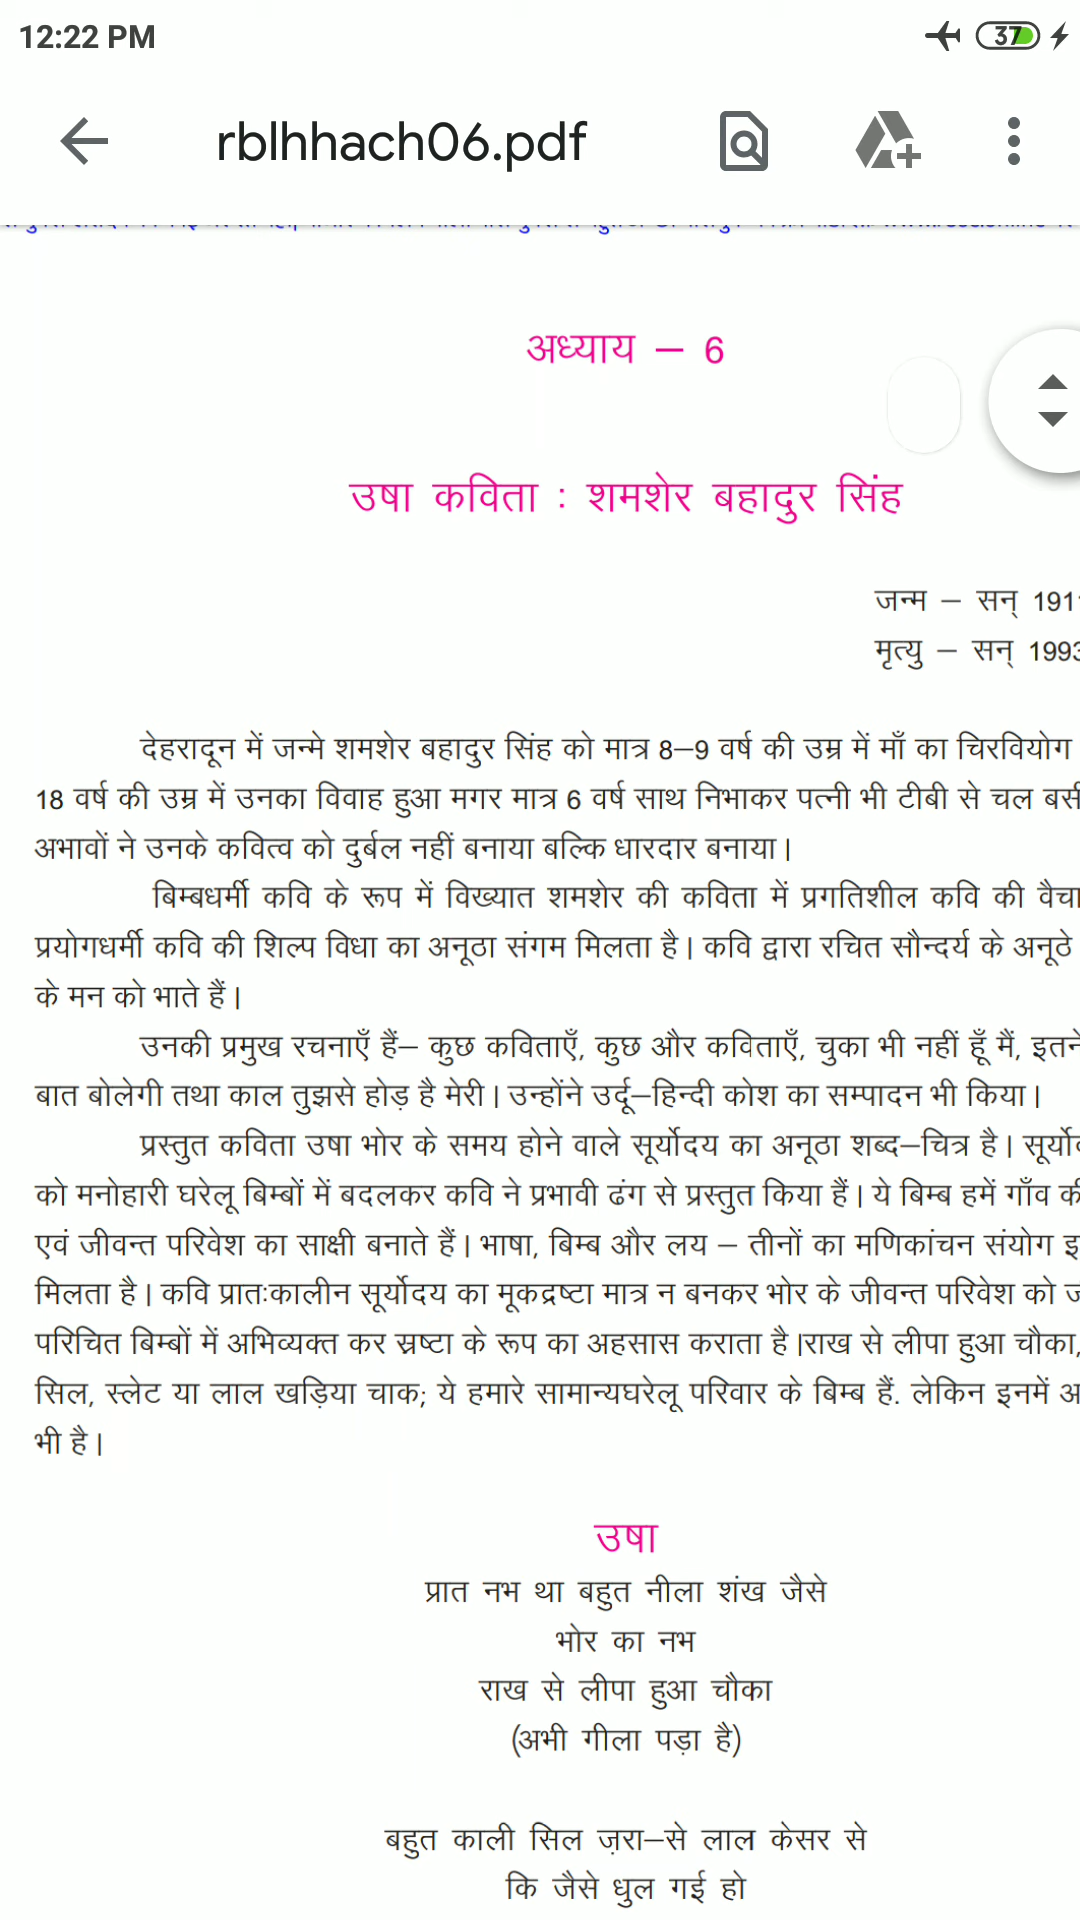 12:22 PM
37
rblhhach06.pdf
अध्याय – 6
उषा कविता : शमशेर बहादुर सिंह
जन्म – सन् 1911
मृत्यु – सन् 1993
देहरादून में जन्मे शमशेर बहादुर सिंह को मात्र 8–9 वर्ष की उम्र में माँ का चिरवियोग
18 वर्ष की उम्र में उनका विवाह हुआ मगर मात्र 6 वर्ष साथ निभाकर पत्नी भी टीबी से चल बसी
अभावों ने उनके कवित्व को दुर्बल नहीं बनाया बल्कि धारदार बनाया।
बिम्बधर्मी कवि के रूप में विख्यात शमशेर की कविता में प्रगतिशील कवि की
प्रयोगधर्मी कवि की शिल्प विधा का अनूठा संगम मिलता है। कवि द्वारा रचित सौन्दर्य के अनूठे
के मन को भाते हैं।
उनकी प्रमुख रचनाएँ हैं– कुछ कविताएँ, कुछ और कविताएँ, चुका भी नहीं हूँ मैं, इतने
बात बोलेगी तथा काल तुझसे होड़ है मेरी। उन्होंने उर्दू–हिन्दी कोश का सम्पादन भी किया।
प्रस्तुत कविता उषा भोर के समय होने वाले सूर्योदय का अनूठा शब्द–चित्र है।
को मनोहारी घरेलू बिम्बों में बदलकर कवि ने प्रभावी ढंग से प्रस्तुत किया हैं। ये बिम्ब हमें गाँव की
एवं जीवन्त परिवेश का साक्षी बनाते हैं। भाषा, बिम्ब और लय – तीनों का मणिकांचन संयोग
मिलता है। कवि प्रातःकालीन सूर्योदय का मूकद्रष्टा मात्र न बनकर भोर के जीवन्त परिवेश को
परिचित बिम्बों में अभिव्यक्त कर स्रष्टा के रूप का अहसास कराता है।राख से लीपा हुआ चौका,
सिल, स्लेट या लाल खड़िया चाक; ये हमारे सामान्यघरेलू परिवार के बिम्ब हैं. लेकिन इनमें
भी है।
उषा
प्रात नभ था बहुत नीला शंख जैसे
भोर का नभ
राख से लीपा हुआ चौका
(अभी गीला पड़ा है)
बहुत काली सिल ज़रा–से लाल केसर से
कि जैसे धुल गई हो